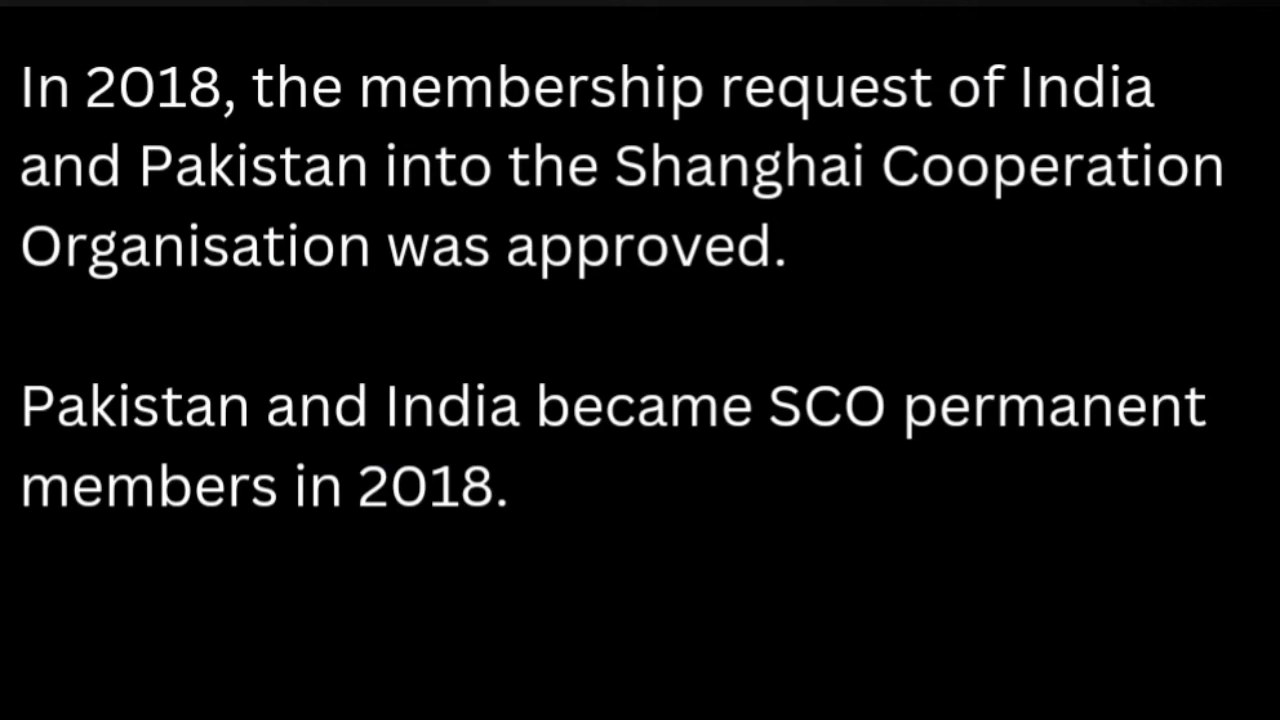 In 2018, the membership request of India
and Pakistan into the Shanghai Cooperation
Organisation was approved.
Pakistan and India became SCO permanent
members in 2018.